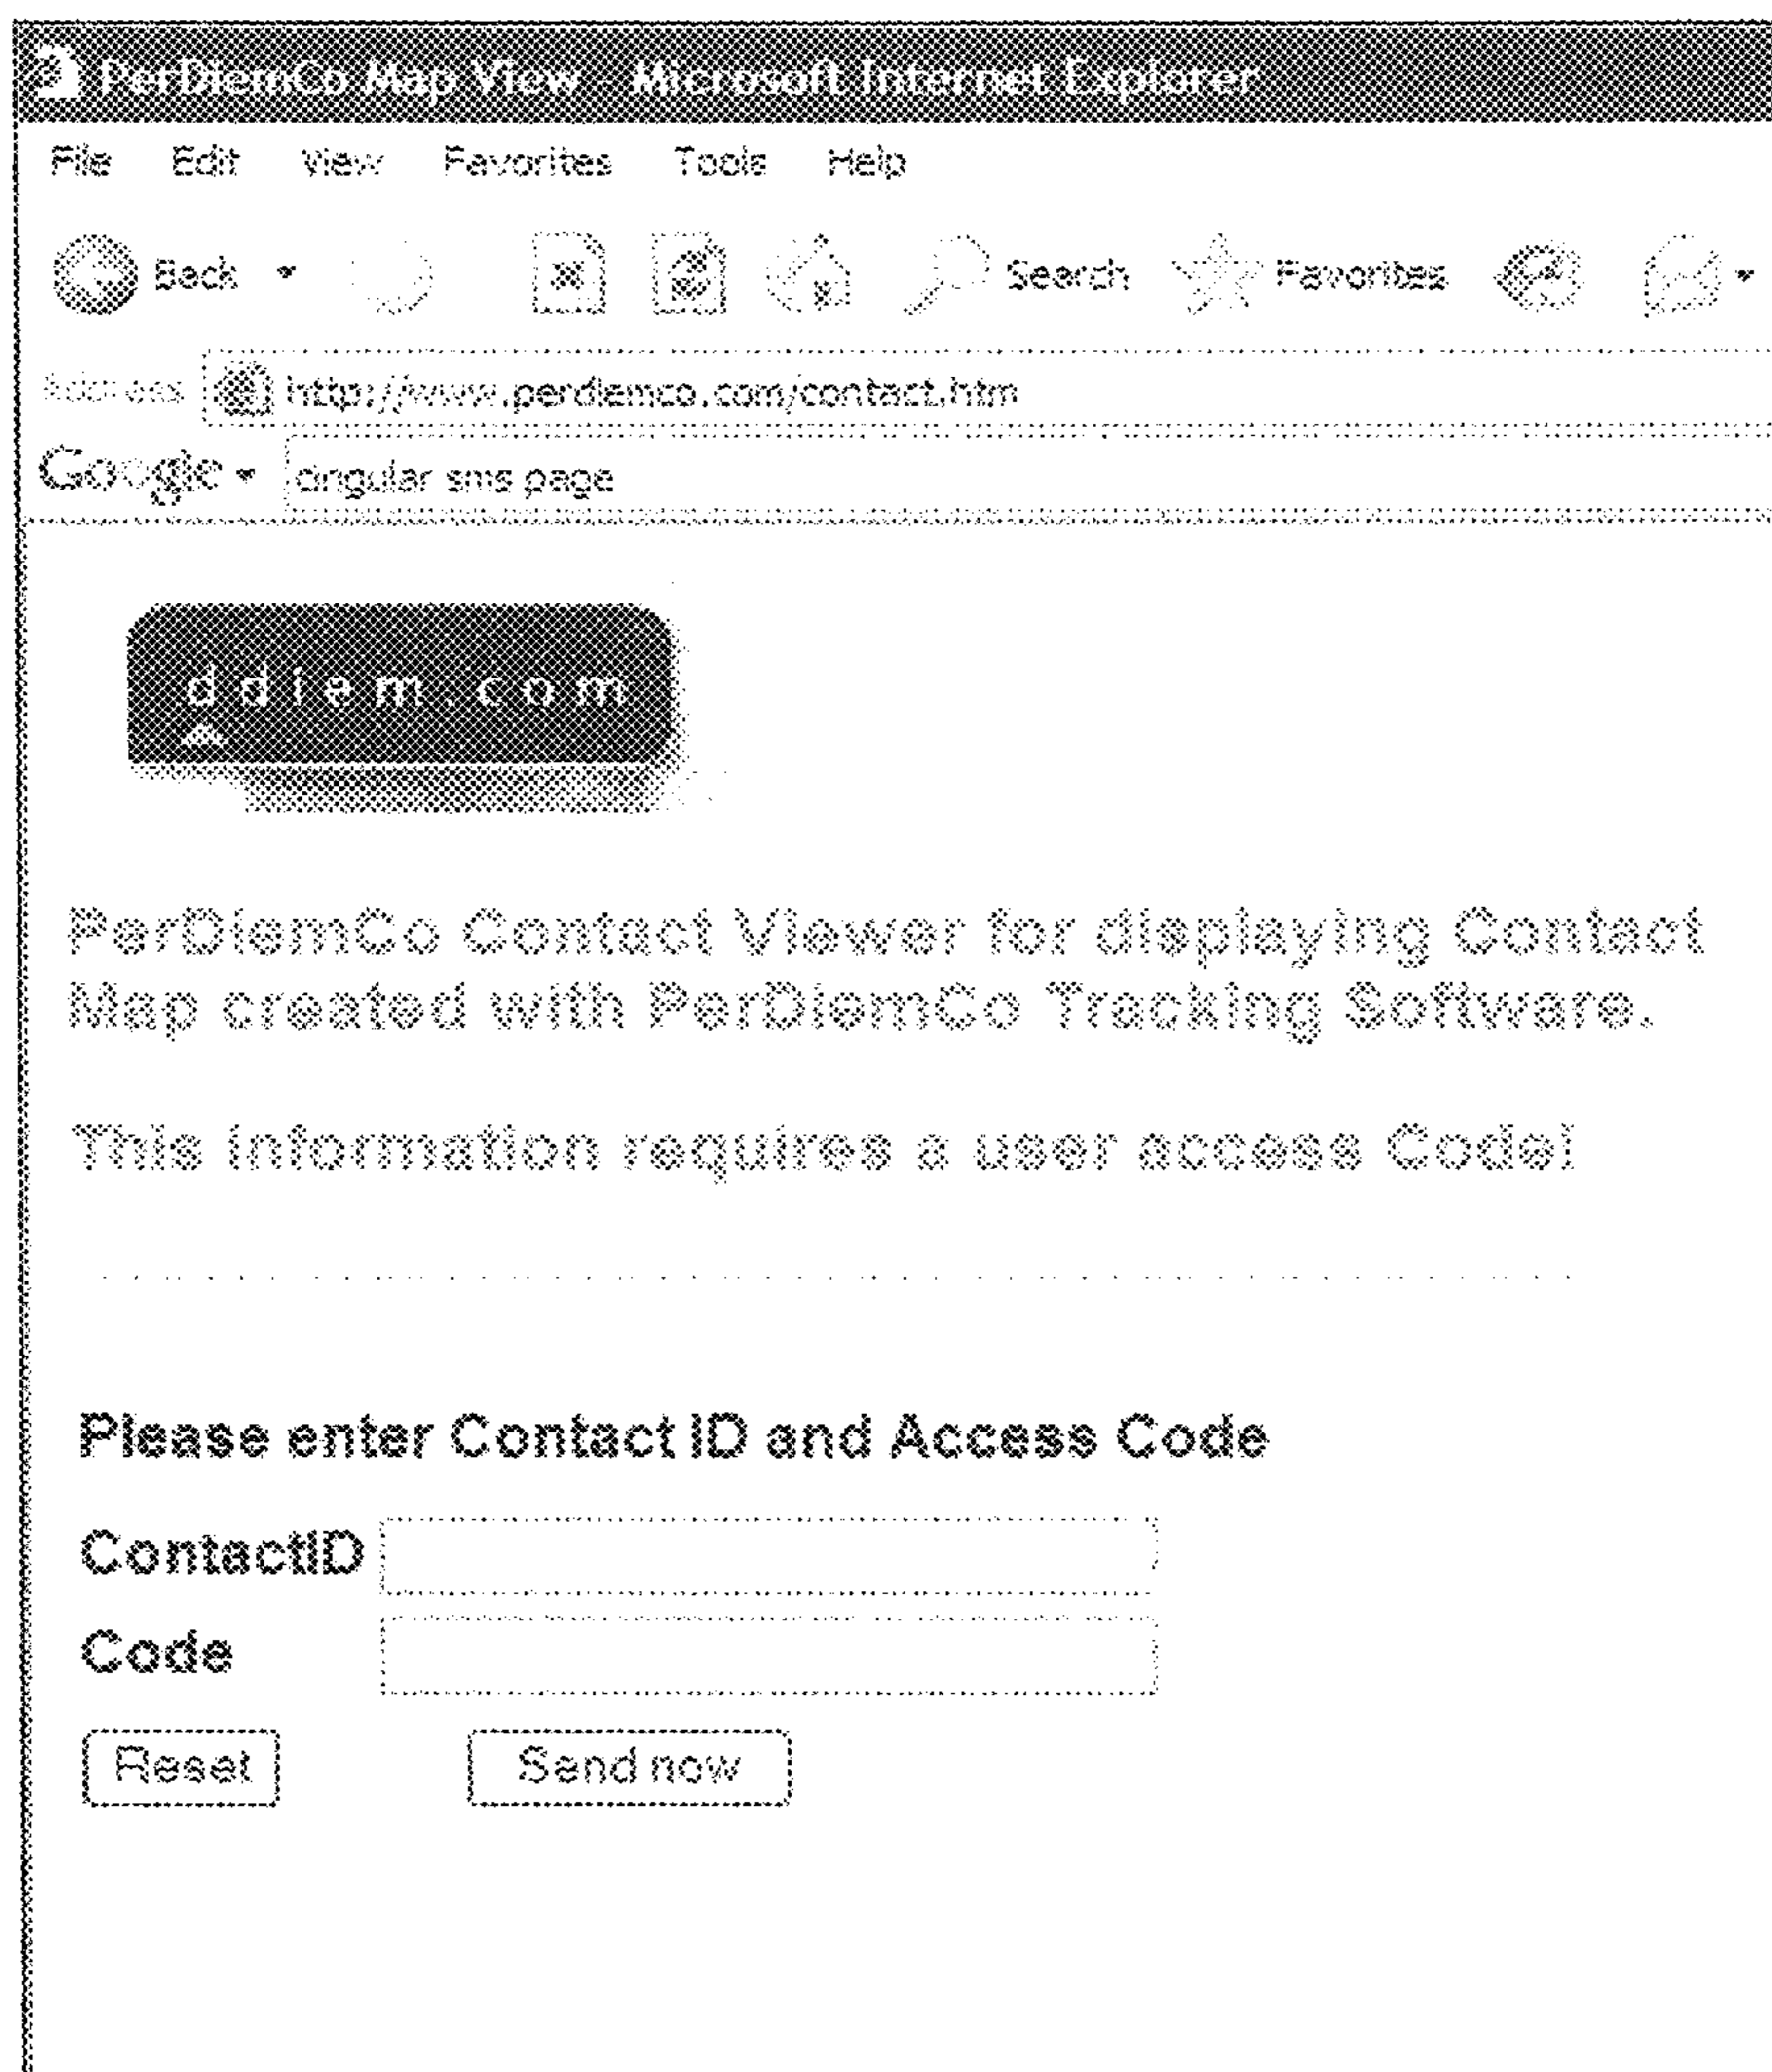 PerDiemCo Map View - Microsoft Internet Explorer
File Edit View Favorites Tools Help
Back Search Favorites
Address http://www.perdiemco.com/contact.htm
Google cingular sms page
ddiem.com
PerDiemCo Contact Viewer for displaying Contact
Map created with PerDiemCo Tracking Software.
This information requires a user access Code!
Please enter Contact ID and Access Code
ContactID
Code
Reset Send now